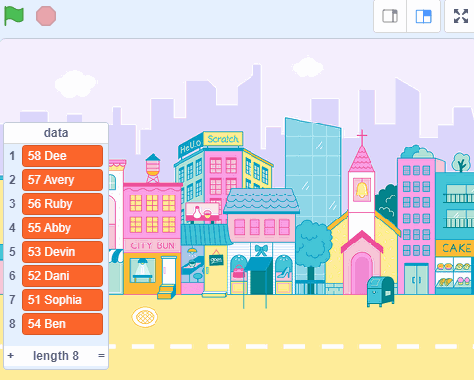 data
1 58 Dee
2 57 Avery
3 56 Ruby
4 55 Abby
5 53 Devin
6 52 Dani
7 51 Sophia
8 54 Ben
+ length 8 =
Hello Scratch
CITY BUN
OPEN
CAKE